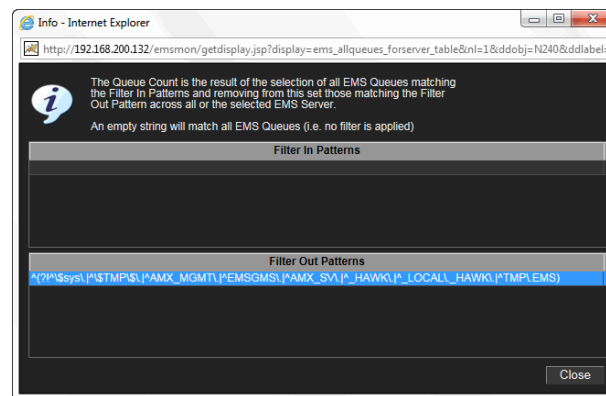 Info - Internet Explorer
http://192.168.200.132/emsmon/getdisplay.jsp?display=ems_allqueues_forserver_table&nl=1&ddobj=N240&ddlabel=
The Queue Count is the result of the selection of all EMS Queues matching
the Filter In Patterns and removing from this set those matching the Filter
Out Pattern across all or the selected EMS Server.
An empty string will match all EMS Queues (i.e. no filter is applied)
Filter In Patterns
Filter Out Patterns
^(?!^\$sys\.|^\$TMP\$\.|^AMX_MGMT\.|^EMSGMS\.|^AMX_SV\.|^_HAWK\.|^_LOCAL\._HAWK\.|^TMP\.EMS)
Close